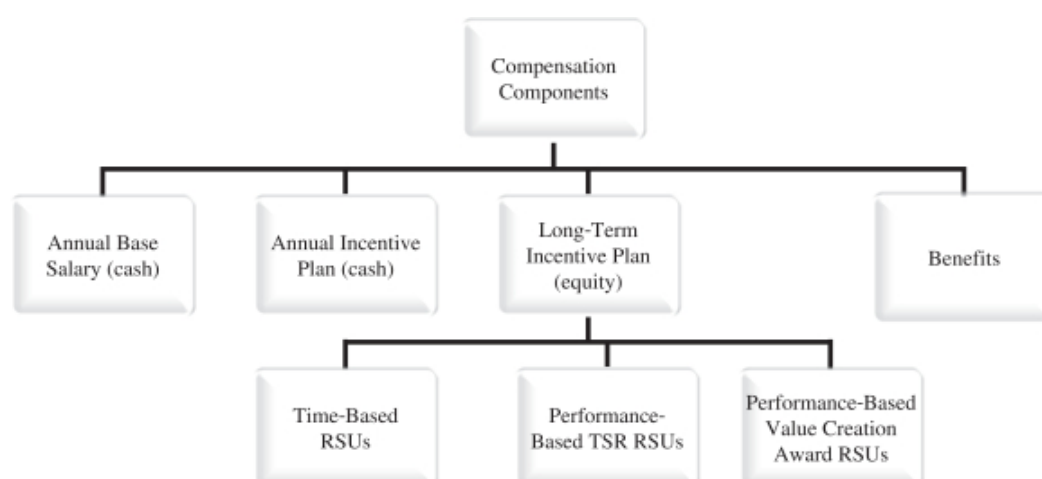 Compensation
Components
Annual Base
Salary (cash)
Annual Incentive
Plan (cash)
Long-Term
Incentive Plan
(equity)
Benefits
Time-Based
RSUs
Performance-
Based TSR RSUs
Performance-Based
Value Creation
Award RSUs